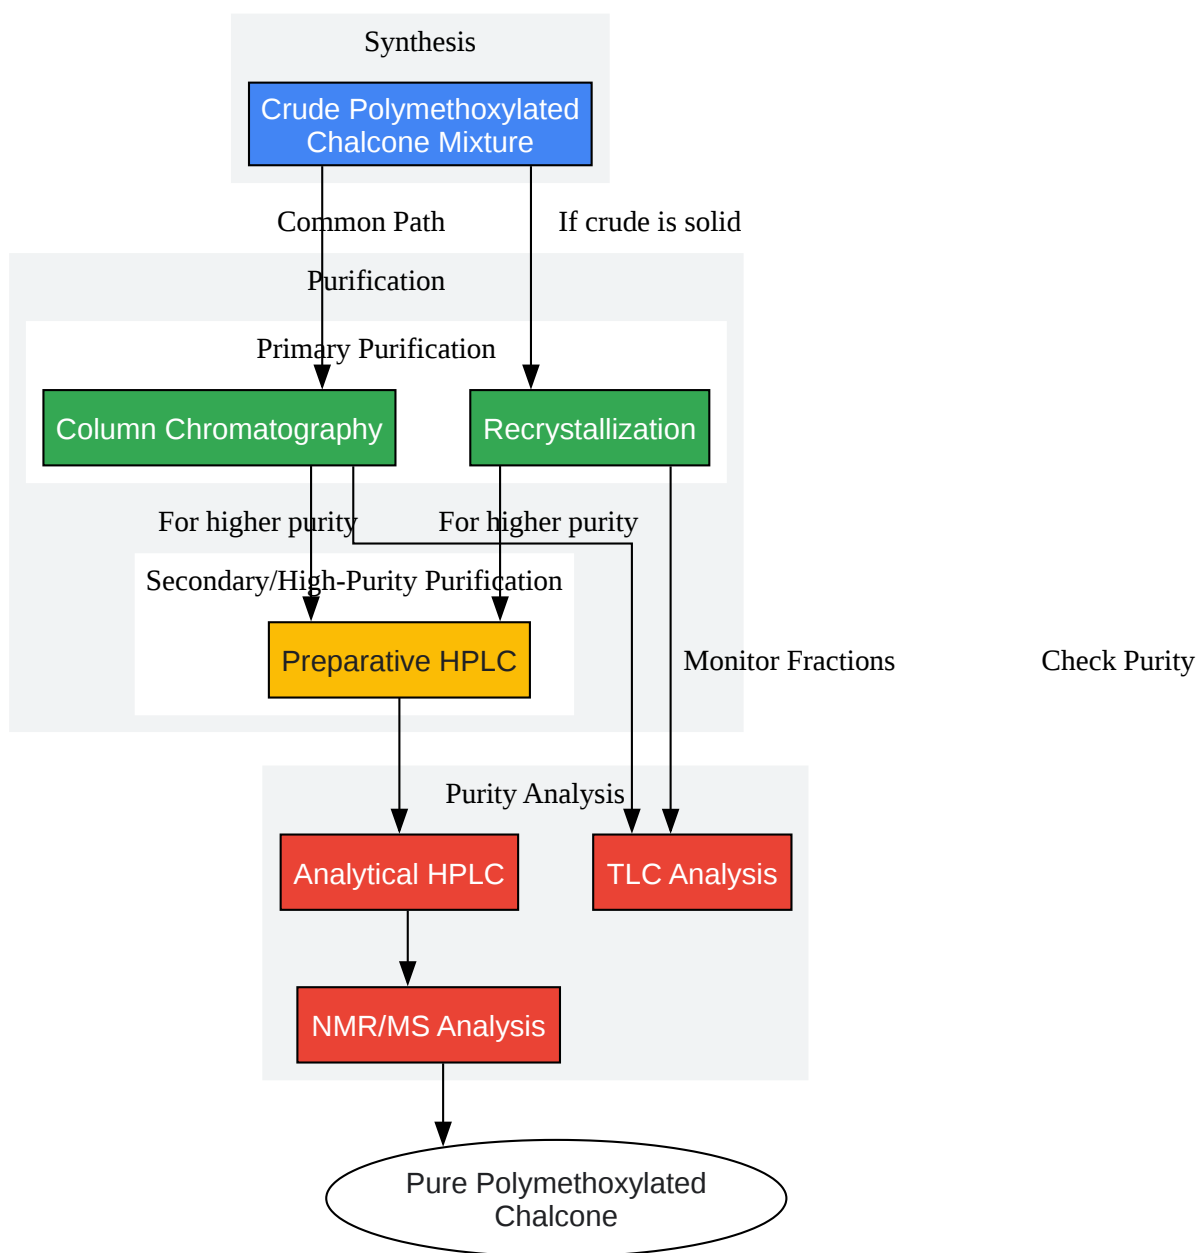 Synthesis
Crude Polymethoxylated
Chalcone Mixture
Common Path
If crude is solid
Purification
Primary Purification
Column Chromatography
Recrystallization
For higher purity
For higher purity
Secondary/High-Purity Purification
Preparative HPLC
Monitor Fractions
Check Purity
Purity Analysis
Analytical HPLC
TLC Analysis
NMR/MS Analysis
Pure Polymethoxylated
Chalcone